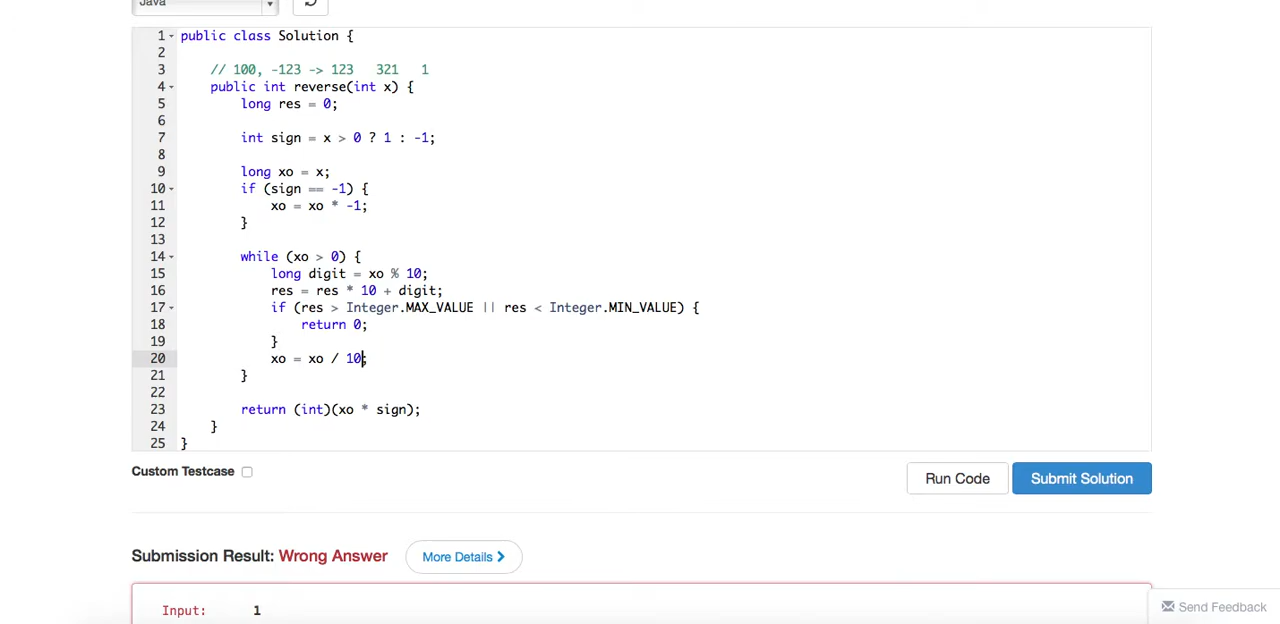 Java
1 public class Solution {
2
3 // 100, -123 -> 123 321 1
4 public int reverse(int x) {
5 long res = 0;
6
7 int sign = x > 0 ? 1 : -1;
8
9 long xo = x;
10 if (sign == -1) {
11 xo = xo * -1;
12 }
13
14 while (xo > 0) {
15 long digit = xo % 10;
16 res = res * 10 + digit;
17 if (res > Integer.MAX_VALUE || res < Integer.MIN_VALUE) {
18 return 0;
19 }
20 xo = xo / 10;
21 }
22
23 return (int)(xo * sign);
24 }
25 }
Custom Testcase
Run Code
Submit Solution
Submission Result: Wrong Answer
More Details
Input: 1
Send Feedback